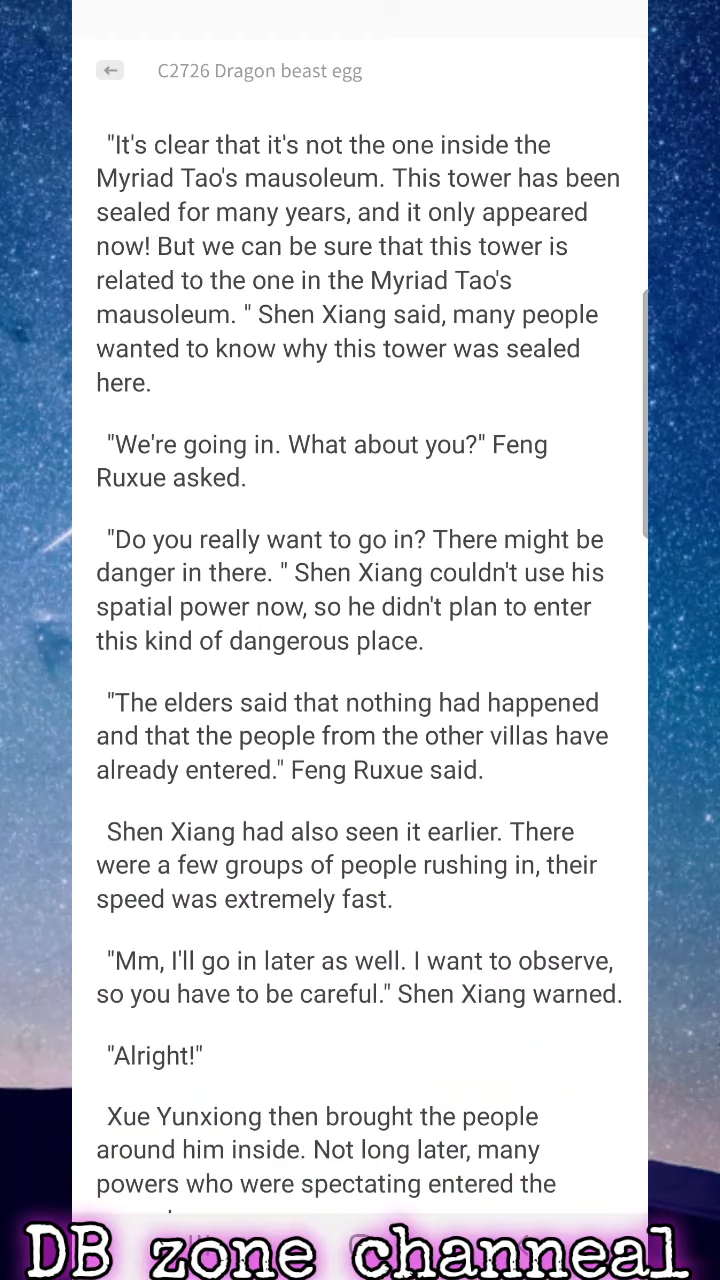 C2726 Dragon beast egg
"It's clear that it's not the one inside the
Myriad Tao's mausoleum. This tower has been
sealed for many years, and it only appeared
now! But we can be sure that this tower is
related to the one in the Myriad Tao's
mausoleum. " Shen Xiang said, many people
wanted to know why this tower was sealed
here.
"We're going in. What about you?" Feng
Ruxue asked.
"Do you really want to go in? There might be
danger in there. " Shen Xiang couldn't use his
spatial power now, so he didn't plan to enter
this kind of dangerous place.
"The elders said that nothing had happened
and that the people from the other villas have
already entered." Feng Ruxue said.
Shen Xiang had also seen it earlier. There
were a few groups of people rushing in, their
speed was extremely fast.
"Mm, I'll go in later as well. I want to observe,
so you have to be careful." Shen Xiang warned.
"Alright!"
Xue Yunxiong then brought the people
around him inside. Not long later, many
powers who were spectating entered the
DB zone channeal